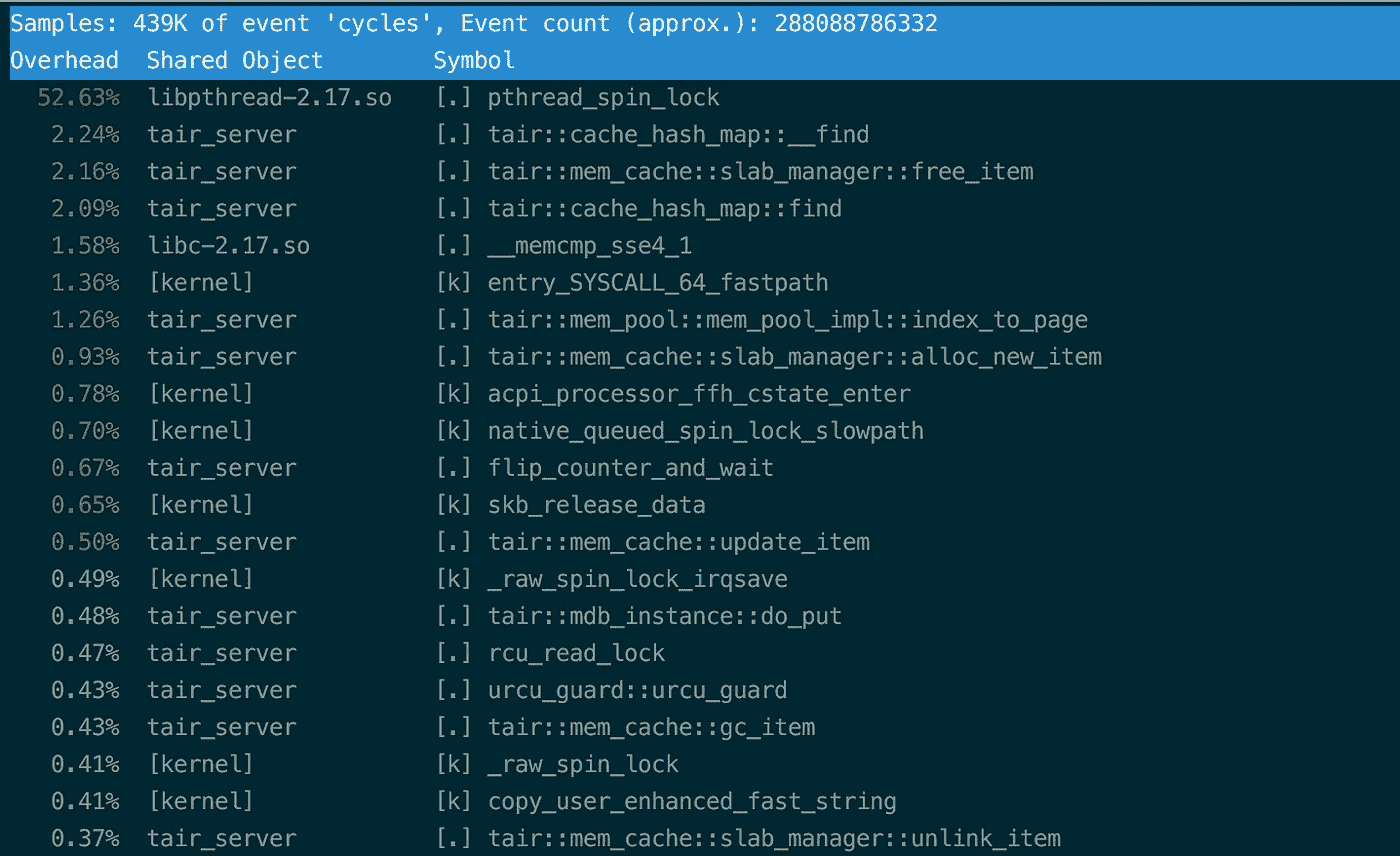 Samples: 439K of event 'cycles', Event count (approx.): 288088786332
Overhead  Shared Object        Symbol
52.63%  libpthread-2.17.so   [.] pthread_spin_lock
2.24%  tair_server          [.] tair::cache_hash_map::__find
2.16%  tair_server          [.] tair::mem_cache::slab_manager::free_item
2.09%  tair_server          [.] tair::cache_hash_map::find
1.58%  libc-2.17.so         [.] __memcmp_sse4_1
1.36%  [kernel]             [k] entry_SYSCALL_64_fastpath
1.26%  tair_server          [.] tair::mem_pool::mem_pool_impl::index_to_page
0.93%  tair_server          [.] tair::mem_cache::slab_manager::alloc_new_item
0.78%  [kernel]             [k] acpi_processor_ffh_cstate_enter
0.70%  [kernel]             [k] native_queued_spin_lock_slowpath
0.67%  tair_server          [.] flip_counter_and_wait
0.65%  [kernel]             [k] skb_release_data
0.50%  tair_server          [.] tair::mem_cache::update_item
0.49%  [kernel]             [k] _raw_spin_lock_irqsave
0.48%  tair_server          [.] tair::mdb_instance::do_put
0.47%  tair_server          [.] rcu_read_lock
0.43%  tair_server          [.] urcu_guard::urcu_guard
0.43%  tair_server          [.] tair::mem_cache::gc_item
0.41%  [kernel]             [k] _raw_spin_lock
0.41%  [kernel]             [k] copy_user_enhanced_fast_string
0.37%  tair_server          [.] tair::mem_cache::slab_manager::unlink_item